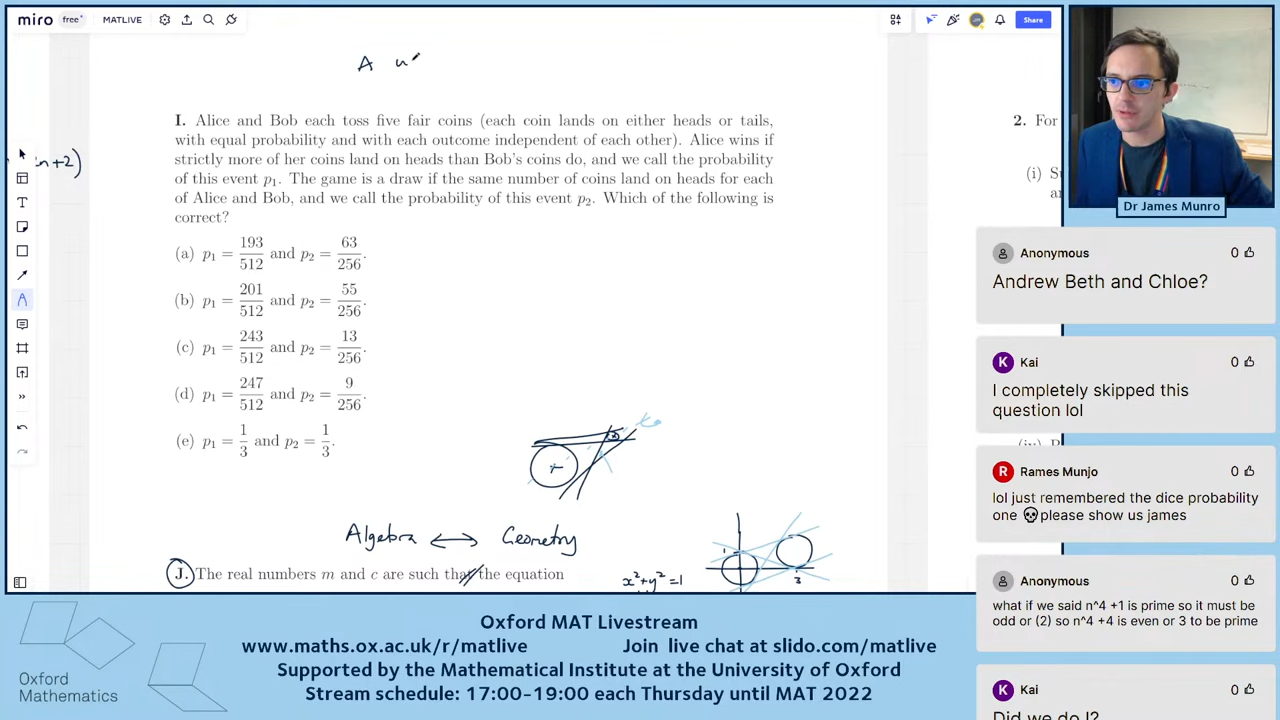 miro free MATLIVE
Share
A
n+2)
I. Alice and Bob each toss five fair coins (each coin lands on either heads or tails,
with equal probability and with each outcome independent of each other). Alice wins if
strictly more of her coins land on heads than Bob's coins do, and we call the probability
of this event p₁. The game is a draw if the same number of coins land on heads for each
of Alice and Bob, and we call the probability of this event p₂. Which of the following is
correct?
(a) p₁ = 193/512 and p₂ = 63/256.
(b) p₁ = 201/512 and p₂ = 55/256.
(c) p₁ = 243/512 and p₂ = 13/256.
(d) p₁ = 247/512 and p₂ = 9/256.
(e) p₁ = 1/3 and p₂ = 1/3.
Algebra ⟷ Geometry
J. The real numbers m and c are such that the equation
x²+y²=1
1
3
2. For
(i) S
a
Dr James Munro
Anonymous 0
Andrew Beth and Chloe?
K Kai 0
I completely skipped this
question lol
R Rames Munjo 0
lol just remembered the dice probability
one 💀please show us james
Anonymous 0
what if we said n^4 +1 is prime so it must be
odd or (2) so n^4 +4 is even or 3 to be prime
K Kai 0
Did we do I?
Oxford
Mathematics
Oxford MAT Livestream
www.maths.ox.ac.uk/r/matlive Join live chat at slido.com/matlive
Supported by the Mathematical Institute at the University of Oxford
Stream schedule: 17:00-19:00 each Thursday until MAT 2022